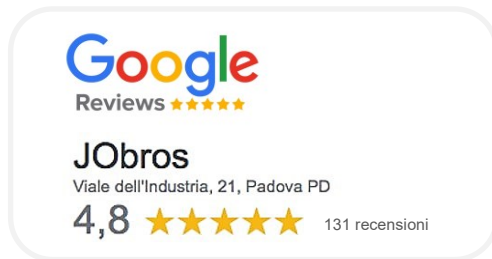 Google
Reviews
JObros
Viale dell'Industria, 21, Padova PD
4,8 131 recensioni